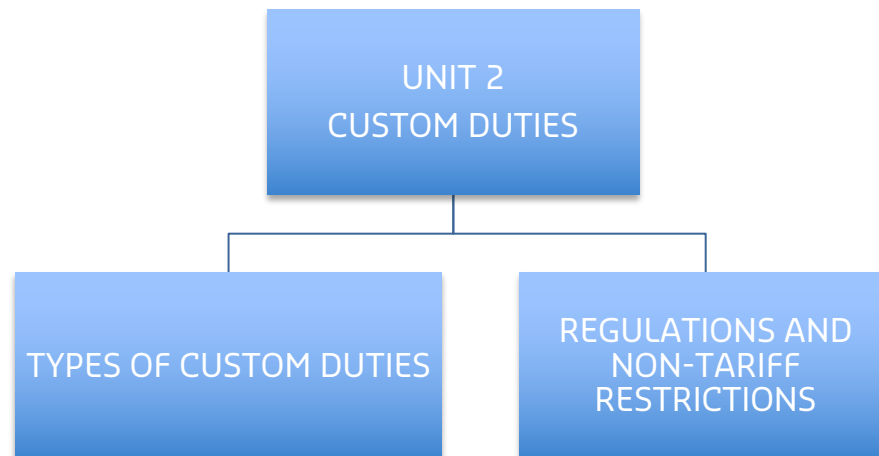 UNIT 2
CUSTOM DUTIES
TYPES OF CUSTOM DUTIES
REGULATIONS AND
NON-TARIFF
RESTRICTIONS